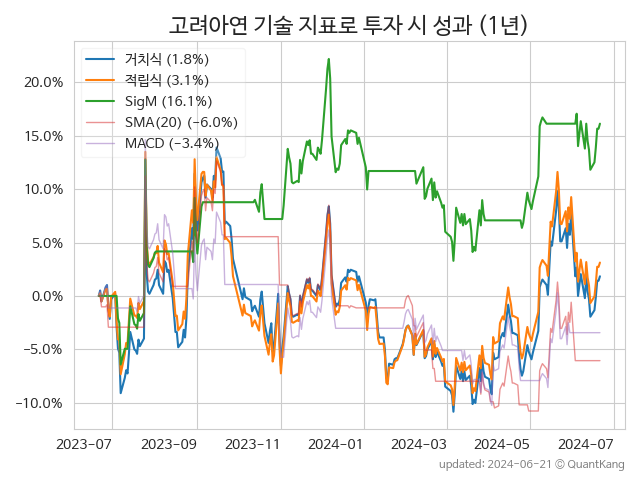 고려아연 기술 지표로 투자 시 성과 (1년)
거치식 (1.8%)
적립식 (3.1%)
SigM (16.1%)
SMA(20) (−6.0%)
MACD (−3.4%)
20.0%
15.0%
10.0%
5.0%
0.0%
−5.0%
−10.0%
2023-07 2023-09 2023-11 2024-01 2024-03 2024-05 2024-07
updated: 2024-06-21 @ QuantKang